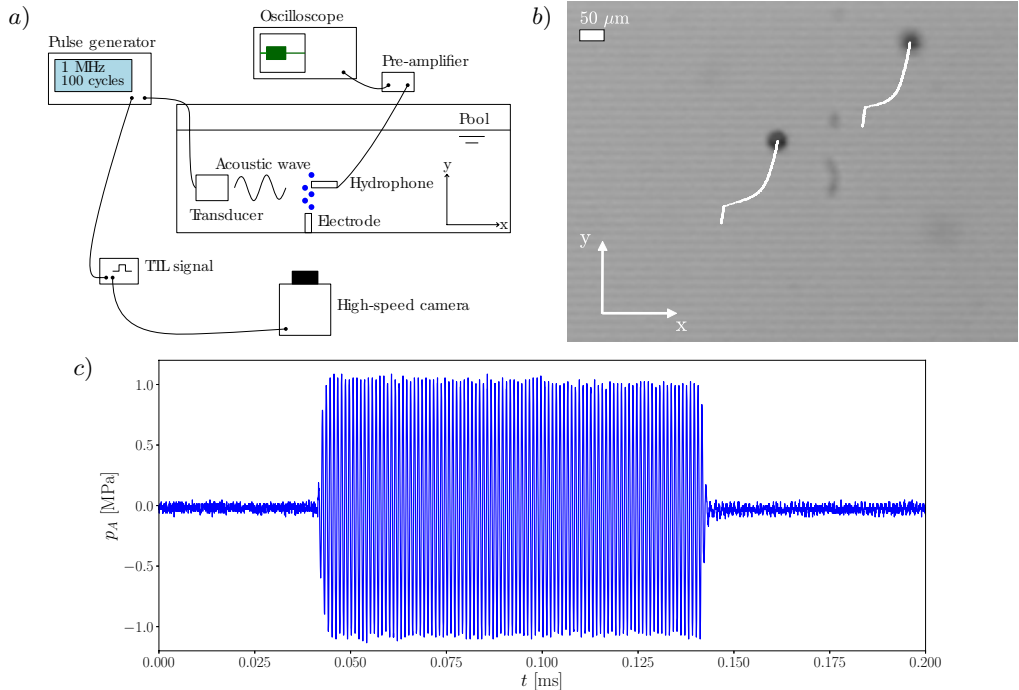 a)
Oscilloscope
Pulse generator
1 MHz
100 cycles
Pre-amplifier
Pool
Acoustic wave
y
Hydrophone
Transducer
Electrode
x
TTL signal
High-speed camera
b)
50 μm
y
x
c)
1.0
0.5
0.0
−0.5
−1.0
p_A [MPa]
0.000 0.025 0.050 0.075 0.100 0.125 0.150 0.175 0.200
t [ms]